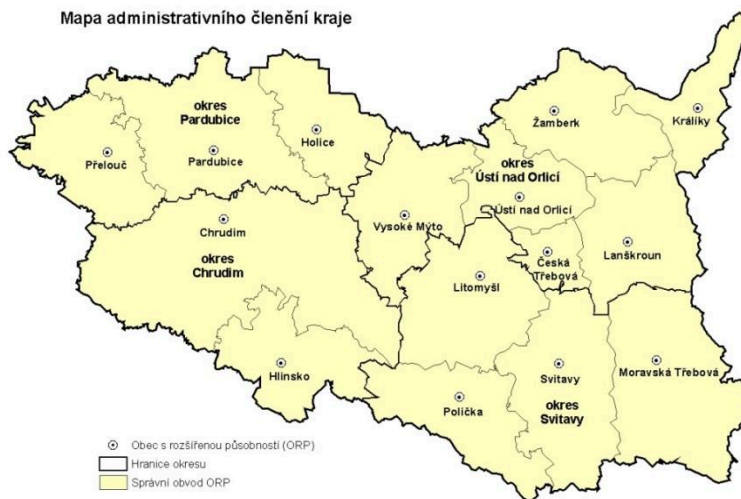 Mapa administrativního členění kraje
okres
Pardubice
Holice
Přelouč
Pardubice
Žamberk
Králíky
okres
Ústí nad Orlicí
Ústí nad Orlicí
Chrudim
Vysoké Mýto
okres
Chrudim
Česká
Třebová
Lanškroun
Litomyšl
Hlinsko
Svitavy
Moravská Třebová
Polička
okres
Svitavy
Obec s rozšířenou působností (ORP)
Hranice okresu
Správní obvod ORP